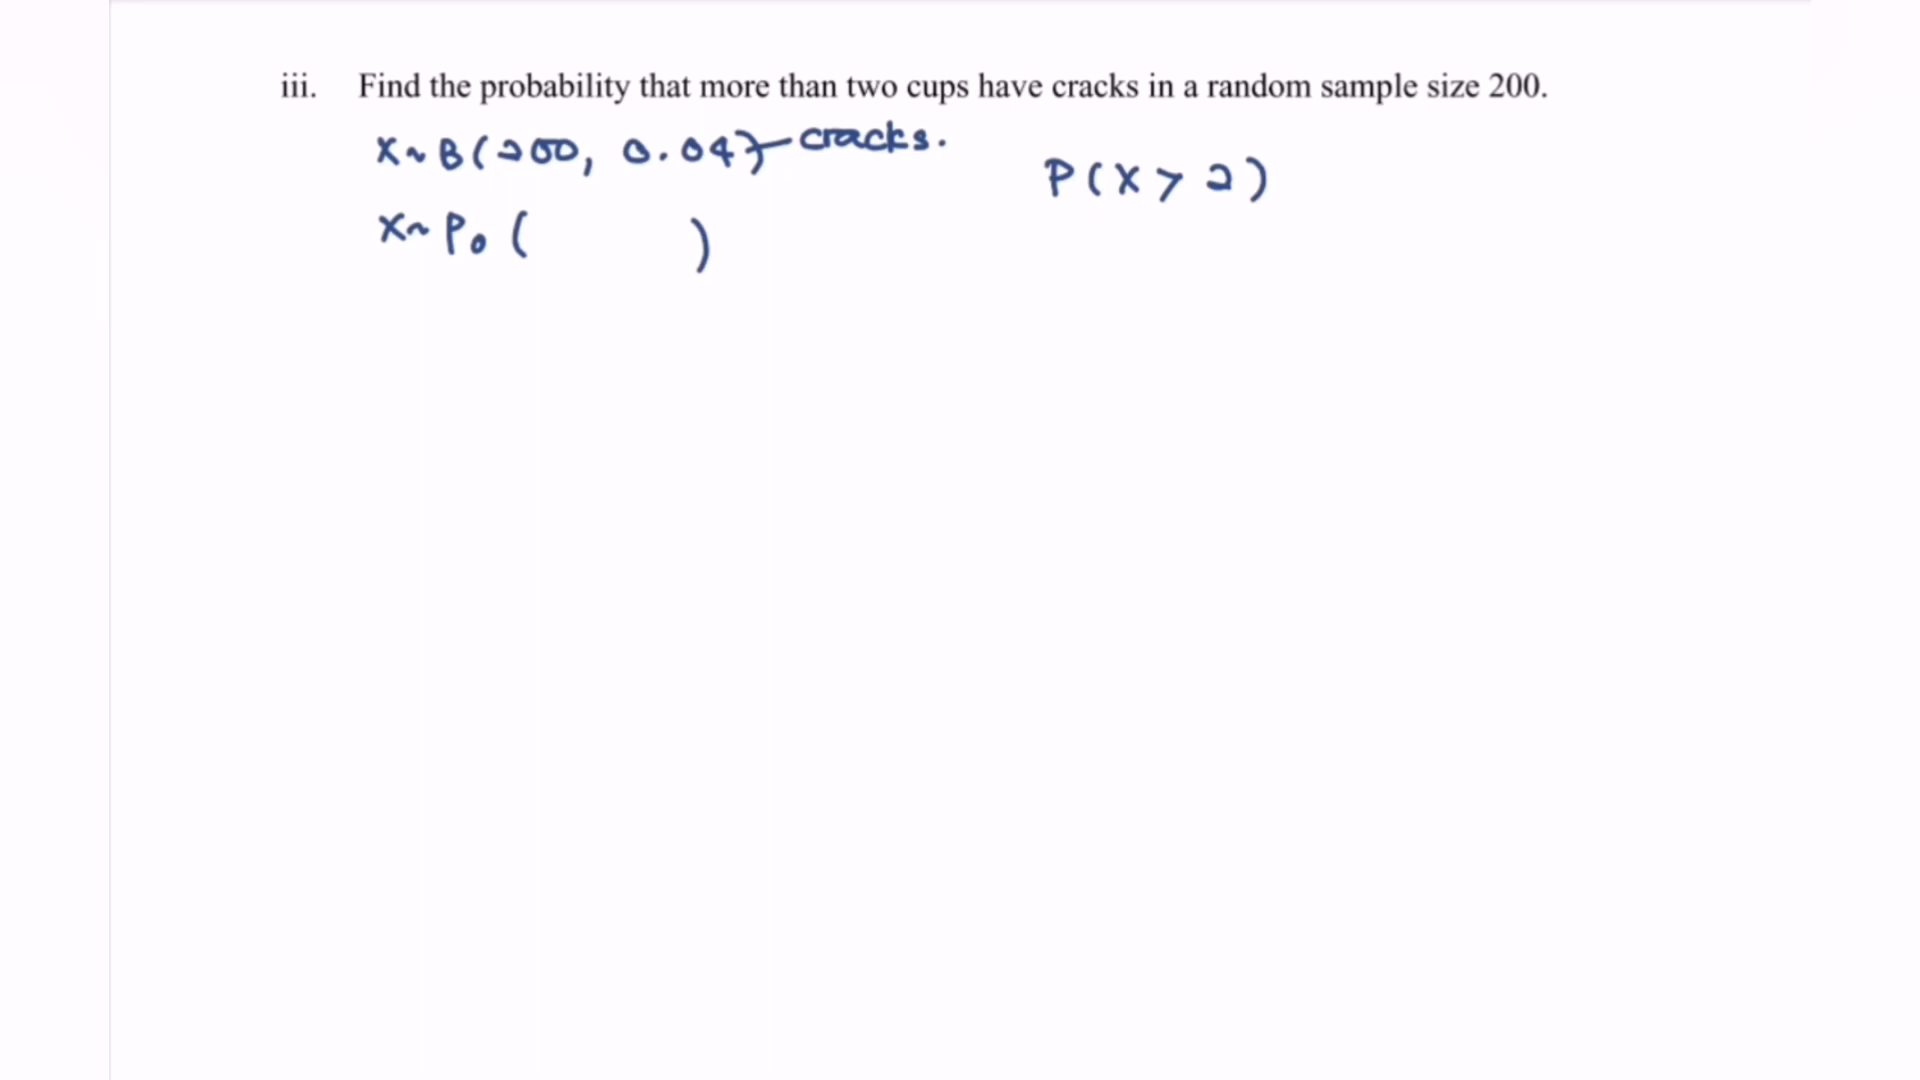 iii. Find the probability that more than two cups have cracks in a random sample size 200.
X~B(200, 0.04) cracks.
P(X > 2)
X~Po( )